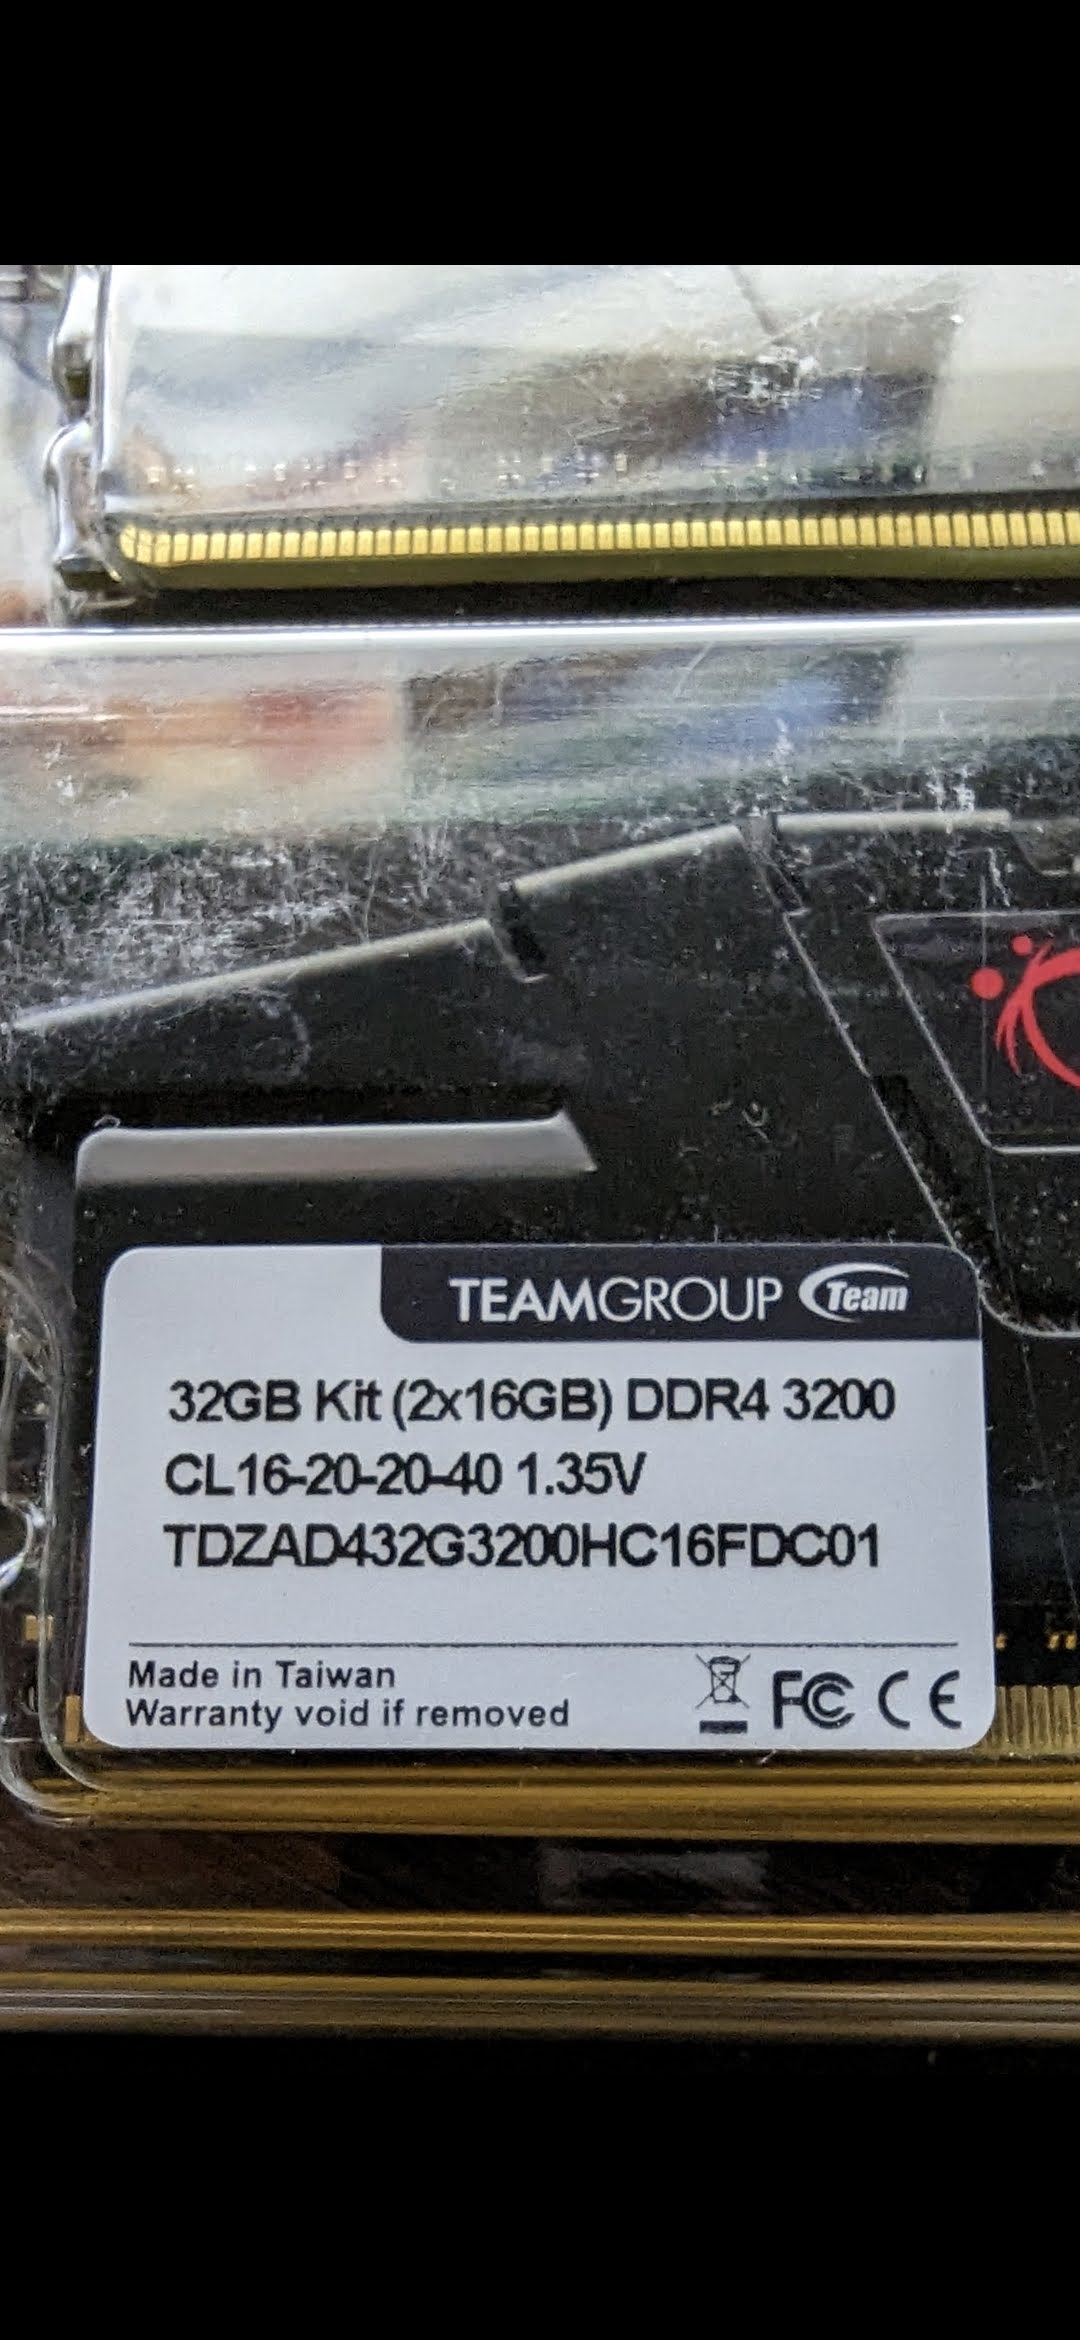 TEAMGROUP Team
32GB Kit (2x16GB) DDR4 3200
CL16-20-20-40 1.35V
TDZAD432G3200HC16FDC01
Made in Taiwan
Warranty void if removed
FC CE